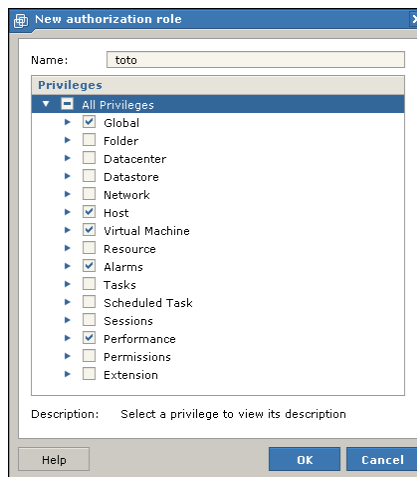 New authorization role
Name: toto
Privileges
All Privileges
Global
Folder
Datacenter
Datastore
Network
Host
Virtual Machine
Resource
Alarms
Tasks
Scheduled Task
Sessions
Performance
Permissions
Extension
Description: Select a privilege to view its description
Help OK Cancel